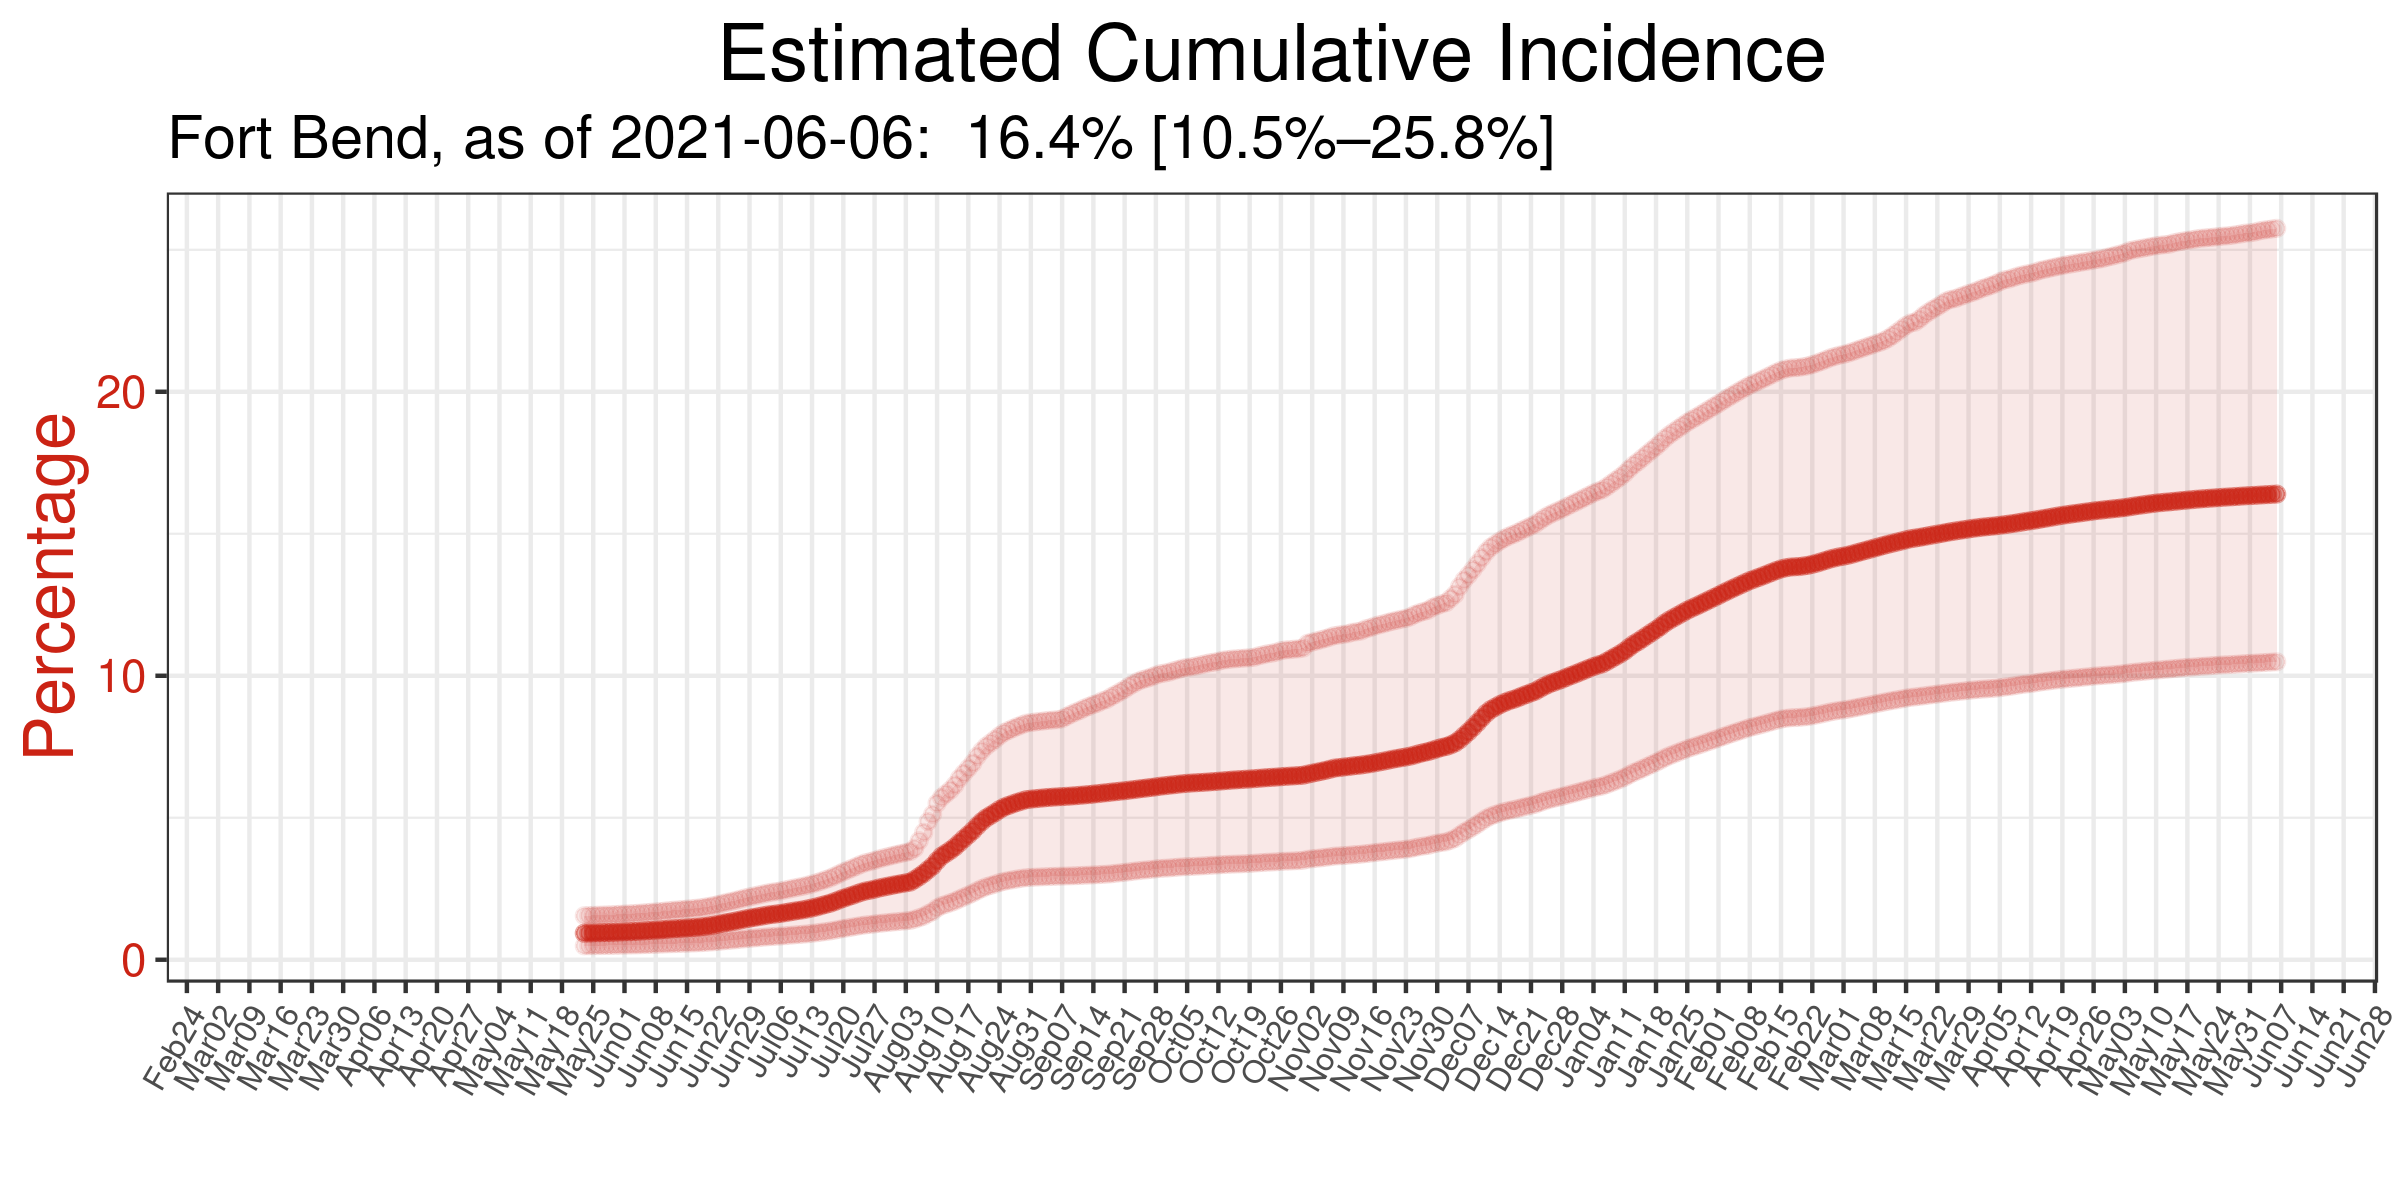 Estimated Cumulative Incidence
Fort Bend, as of 2021-06-06:  16.4% [10.5%–25.8%]
Percentage
20
10
0
Feb24
Mar02
Mar09
Mar16
Mar23
Mar30
Apr06
Apr13
Apr20
Apr27
May04
May11
May18
May25
Jun01
Jun08
Jun15
Jun22
Jun29
Jul06
Jul13
Jul20
Jul27
Aug03
Aug10
Aug17
Aug24
Aug31
Sep07
Sep14
Sep21
Sep28
Oct05
Oct12
Oct19
Oct26
Nov02
Nov09
Nov16
Nov23
Nov30
Dec07
Dec14
Dec21
Dec28
Jan04
Jan11
Jan18
Jan25
Feb01
Feb08
Feb15
Feb22
Mar01
Mar08
Mar15
Mar22
Mar29
Apr05
Apr12
Apr19
Apr26
May03
May10
May17
May24
May31
Jun07
Jun14
Jun21
Jun28